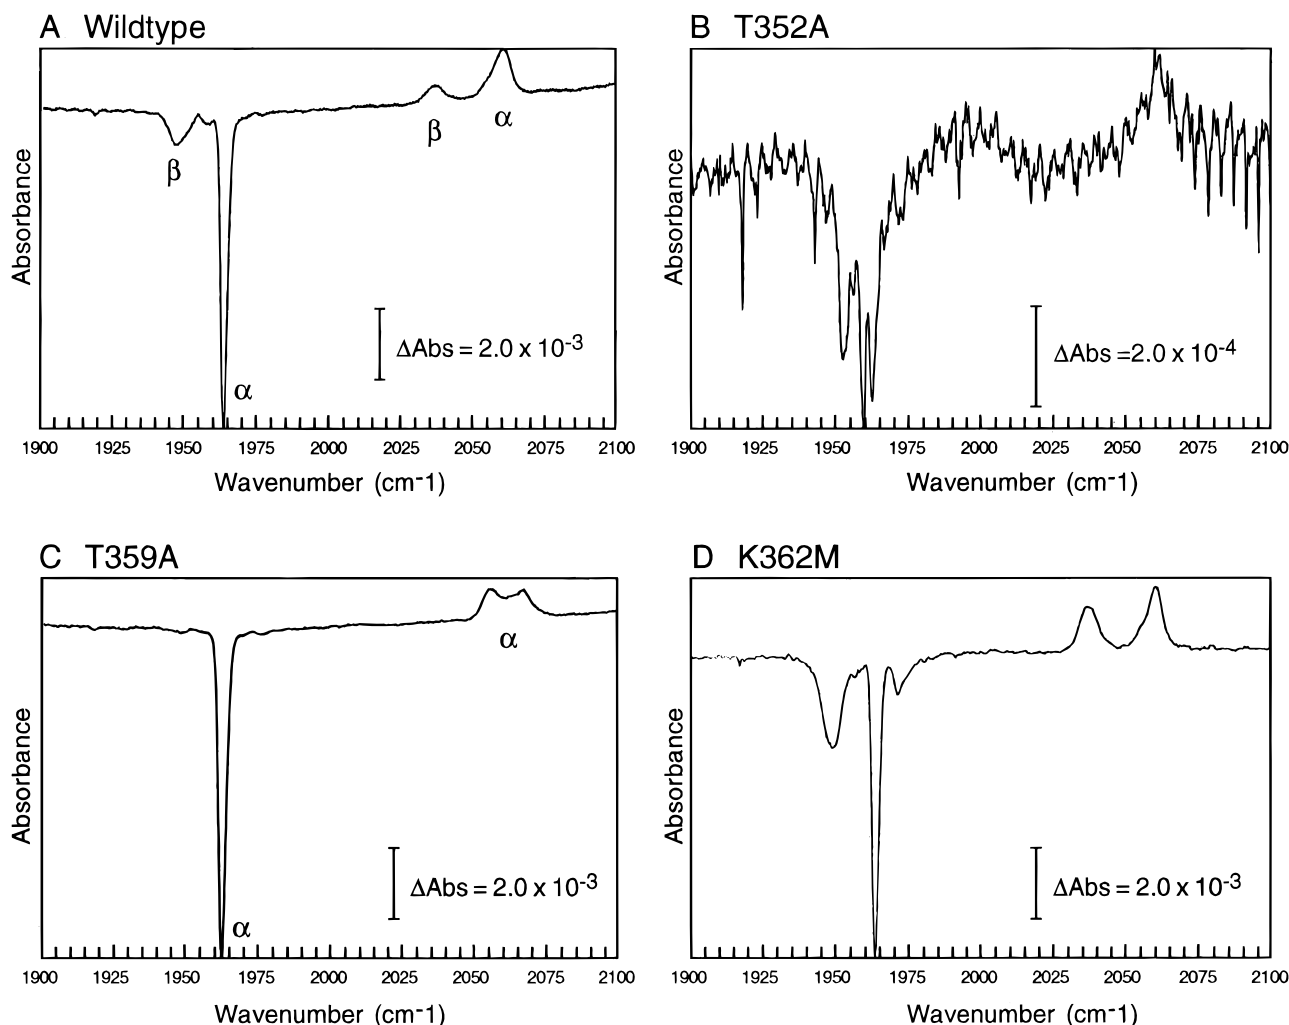 A Wildtype
B T352A
Absorbance
β
β
α
α
ΔAbs = 2.0 x 10-3
1900 1925 1950 1975 2000 2025 2050 2075 2100
Wavenumber (cm-1)
Absorbance
ΔAbs =2.0 x 10-4
1900 1925 1950 1975 2000 2025 2050 2075 2100
Wavenumber (cm-1)
C T359A
D K362M
Absorbance
α
α
ΔAbs = 2.0 x 10-3
1900 1925 1950 1975 2000 2025 2050 2075 2100
Wavenumber (cm-1)
Absorbance
ΔAbs = 2.0 x 10-3
1900 1925 1950 1975 2000 2025 2050 2075 2100
Wavenumber (cm-1)